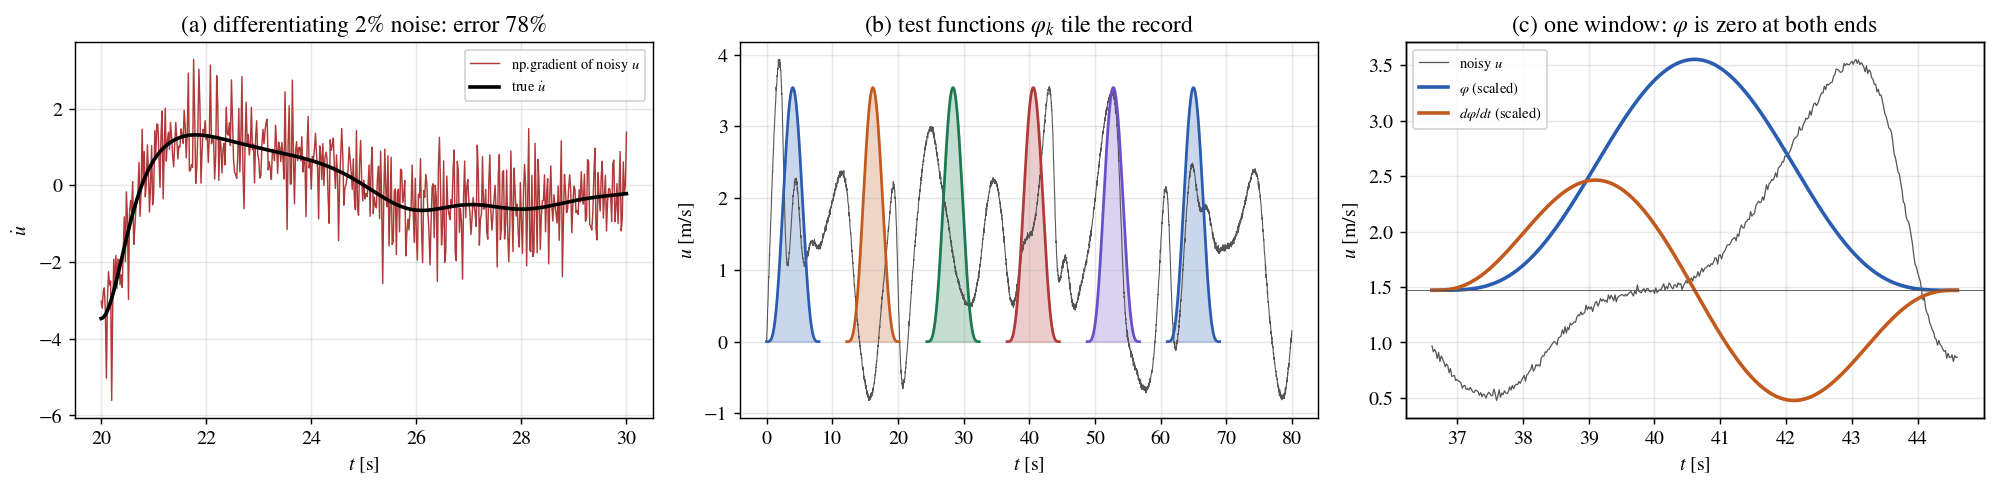 (a) differentiating 2% noise: error 78%
np.gradient of noisy u
true u̇
2
0
−2
−4
−6
20
22
24
26
28
30
u̇
t [s]
(b) test functions φk tile the record
4
3
2
1
0
−1
0
10
20
30
40
50
60
70
80
u [m/s]
t [s]
(c) one window: φ is zero at both ends
noisy u
φ (scaled)
dφ/dt (scaled)
3.5
3.0
2.5
2.0
1.5
1.0
0.5
37
38
39
40
41
42
43
44
u [m/s]
t [s]